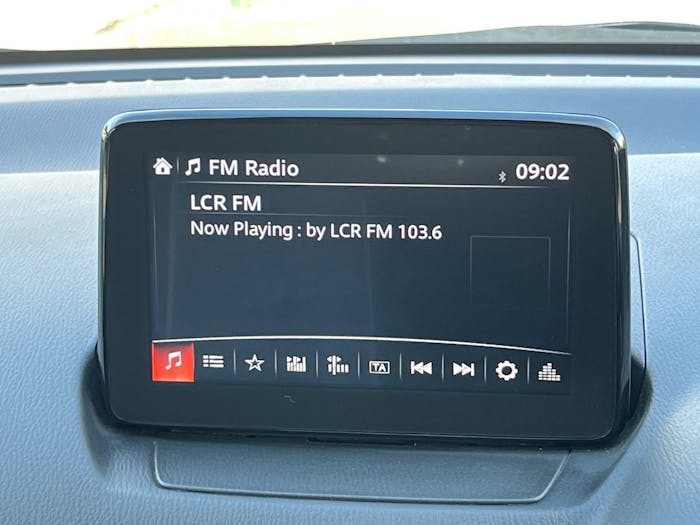 FM Radio
09:02
LCR FM
Now Playing : by LCR FM 103.6
TA